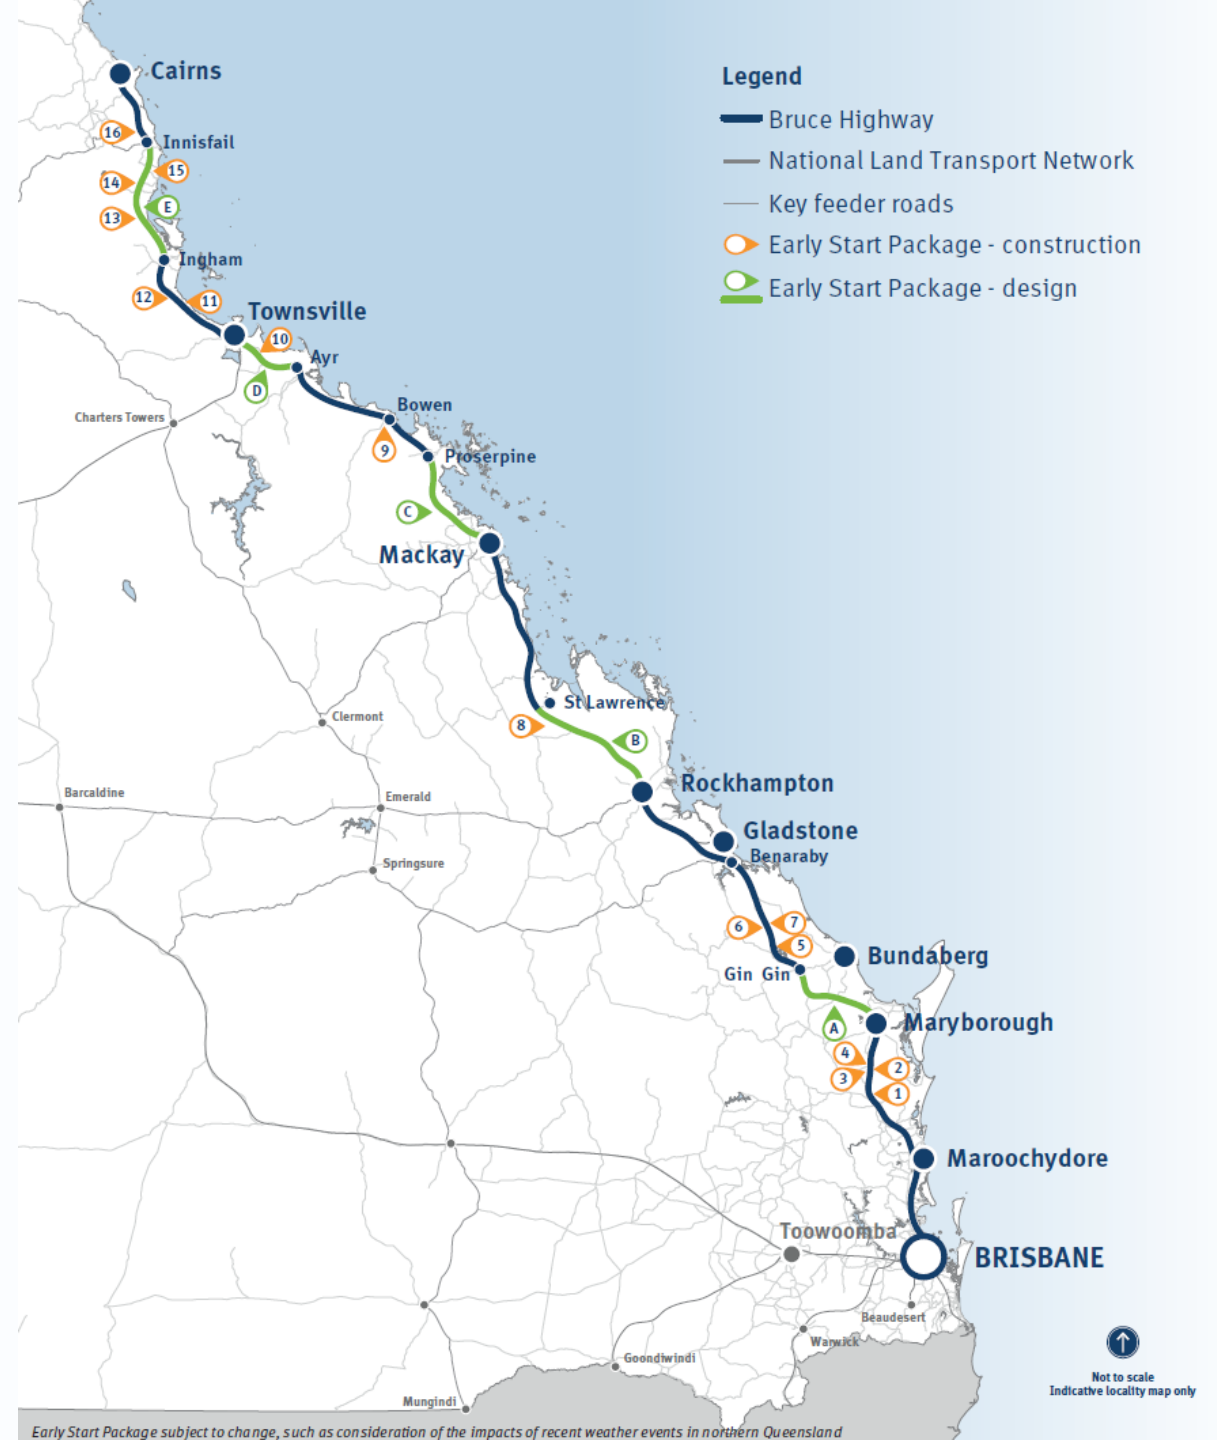 Legend
Bruce Highway
National Land Transport Network
Key feeder roads
Early Start Package - construction
Early Start Package - design
Cairns
16
Innisfail
15
14
E
13
Ingham
12
11
Townsville
10
Ayr
D
Bowen
Charters Towers
9
Proserpine
C
Mackay
St Lawrence
8
Clermont
B
Rockhampton
Barcaldine
Emerald
Gladstone
Benaraby
Springsure
7
6
5
Bundaberg
Gin Gin
Maryborough
A
4
2
3
1
Maroochydore
Toowoomba
BRISBANE
Beaudesert
Warwick
Goondiwindi
Mungindi
Not to scale
Indicative locality map only
Early Start Package subject to change, such as consideration of the impacts of recent weather events in northern Queensland